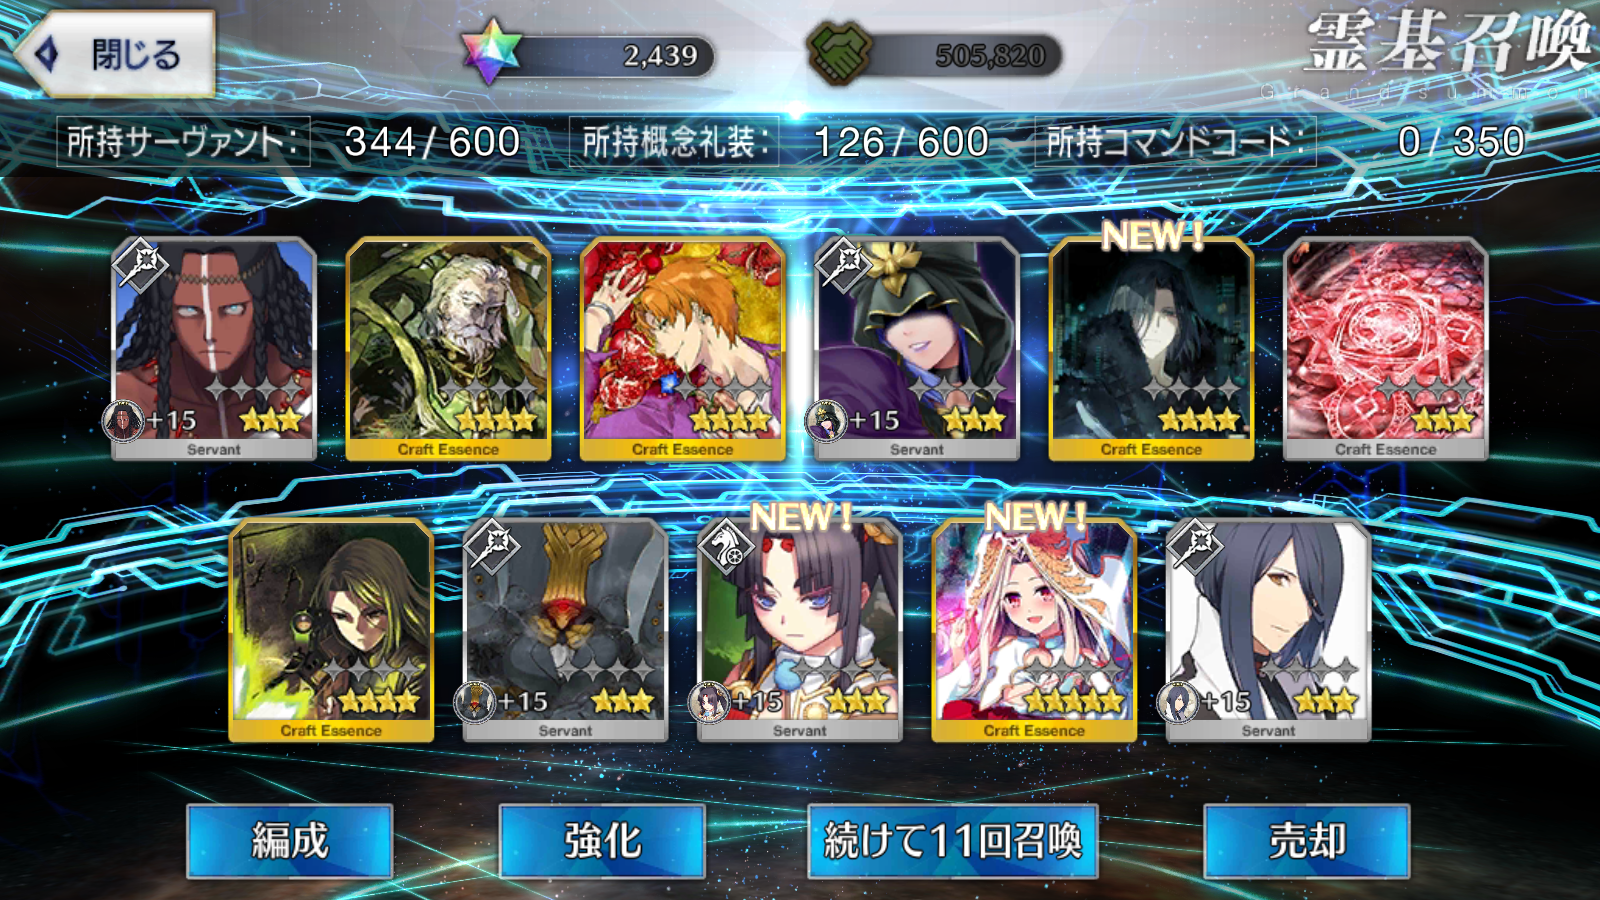 閉じる
2,439
505,820
霊基召喚
Grand summon
所持サーヴァント: 344/600
所持概念礼装: 126/600
所持コマンドコード: 0/350
NEW!
+15
+15
Servant
Craft Essence
Craft Essence
Servant
Craft Essence
Craft Essence
NEW!
NEW!
+15
+15
+15
Craft Essence
Servant
Servant
Craft Essence
Servant
編成
強化
続けて11回召喚
売却